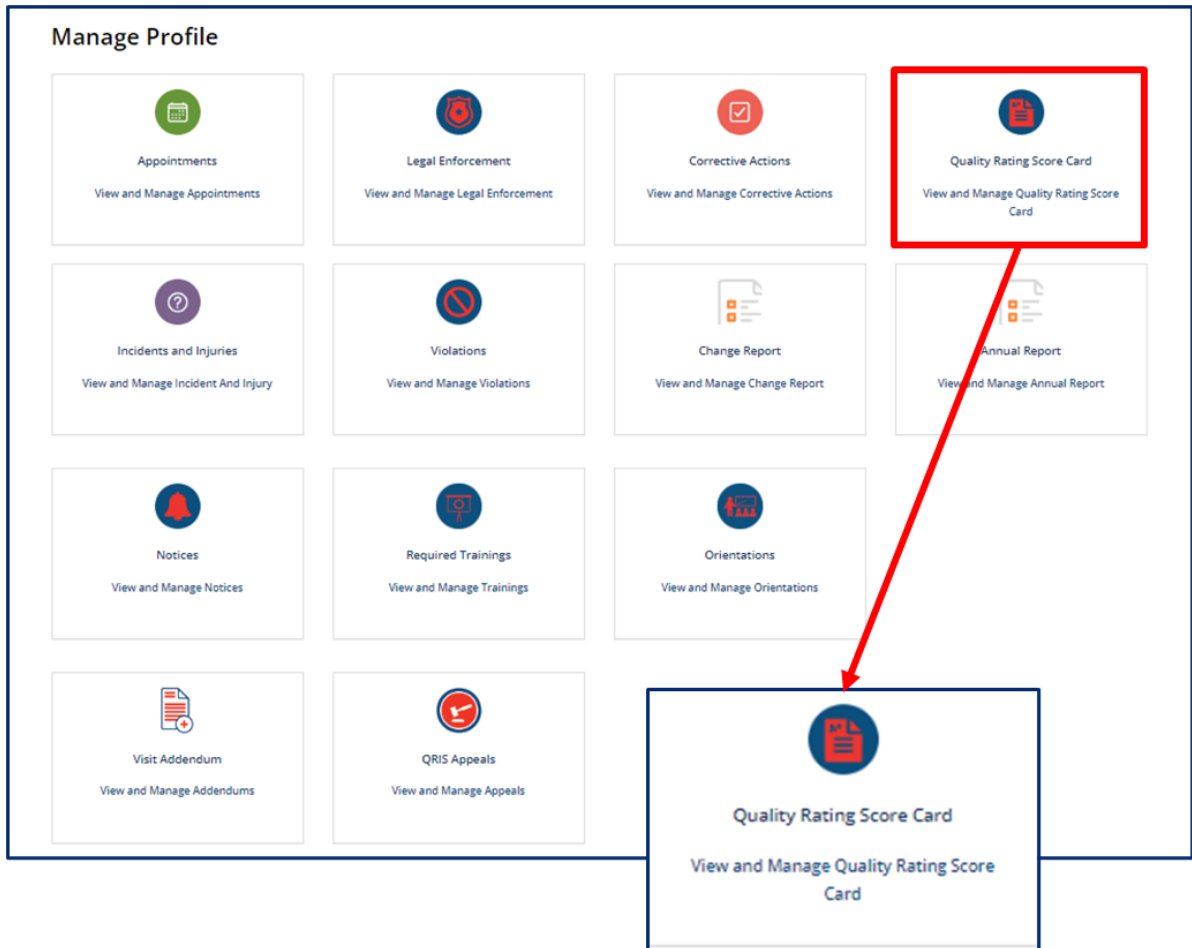 Manage Profile
Appointments
View and Manage Appointments
Legal Enforcement
View and Manage Legal Enforcement
Corrective Actions
View and Manage Corrective Actions
Quality Rating Score Card
View and Manage Quality Rating Score
Card
Incidents and Injuries
View and Manage Incident And Injury
Violations
View and Manage Violations
Change Report
View and Manage Change Report
Annual Report
View and Manage Annual Report
Notices
View and Manage Notices
Required Trainings
View and Manage Trainings
Orientations
View and Manage Orientations
Visit Addendum
View and Manage Addendums
QRIS Appeals
View and Manage Appeals
Quality Rating Score Card
View and Manage Quality Rating Score
Card